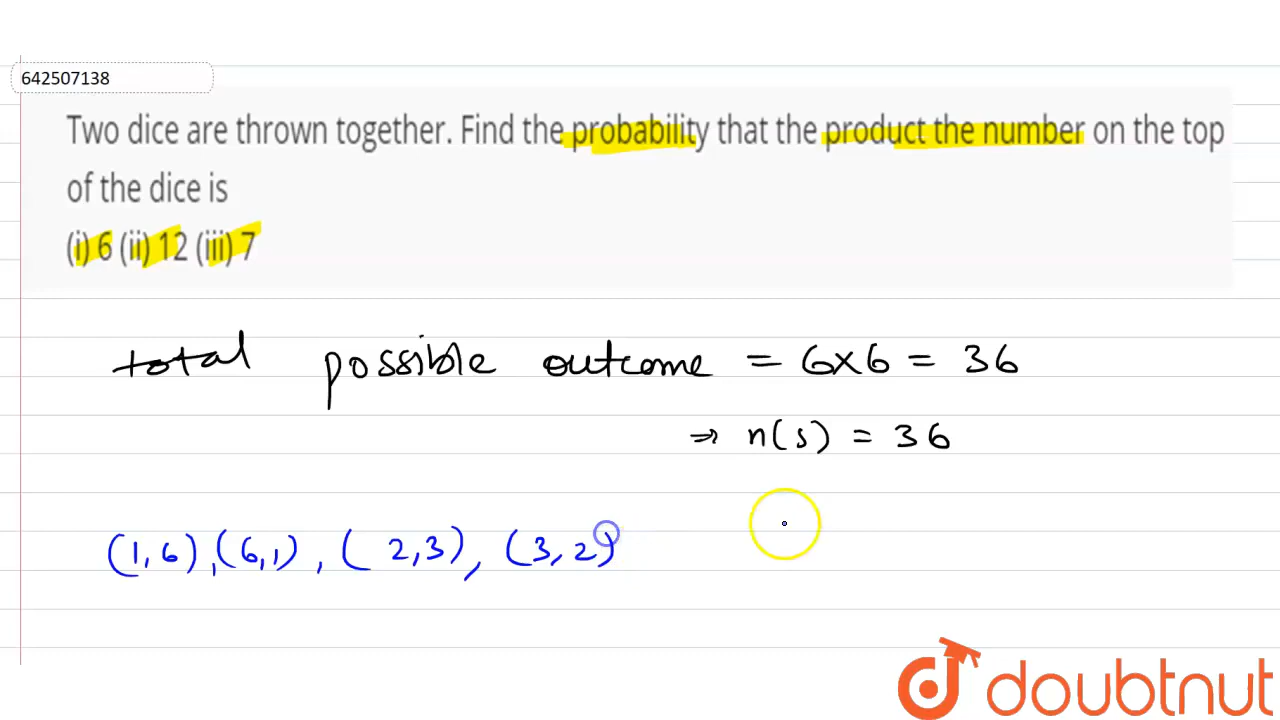 642507138
Two dice are thrown together. Find the probability that the product the number on the top
of the dice is
(i) 6 (ii) 12 (iii) 7
total possible outcome = 6x6 = 36
⇒ n(s) = 36
(1,6) ,(6,1) , (2,3) , (3,2)
doubtnut